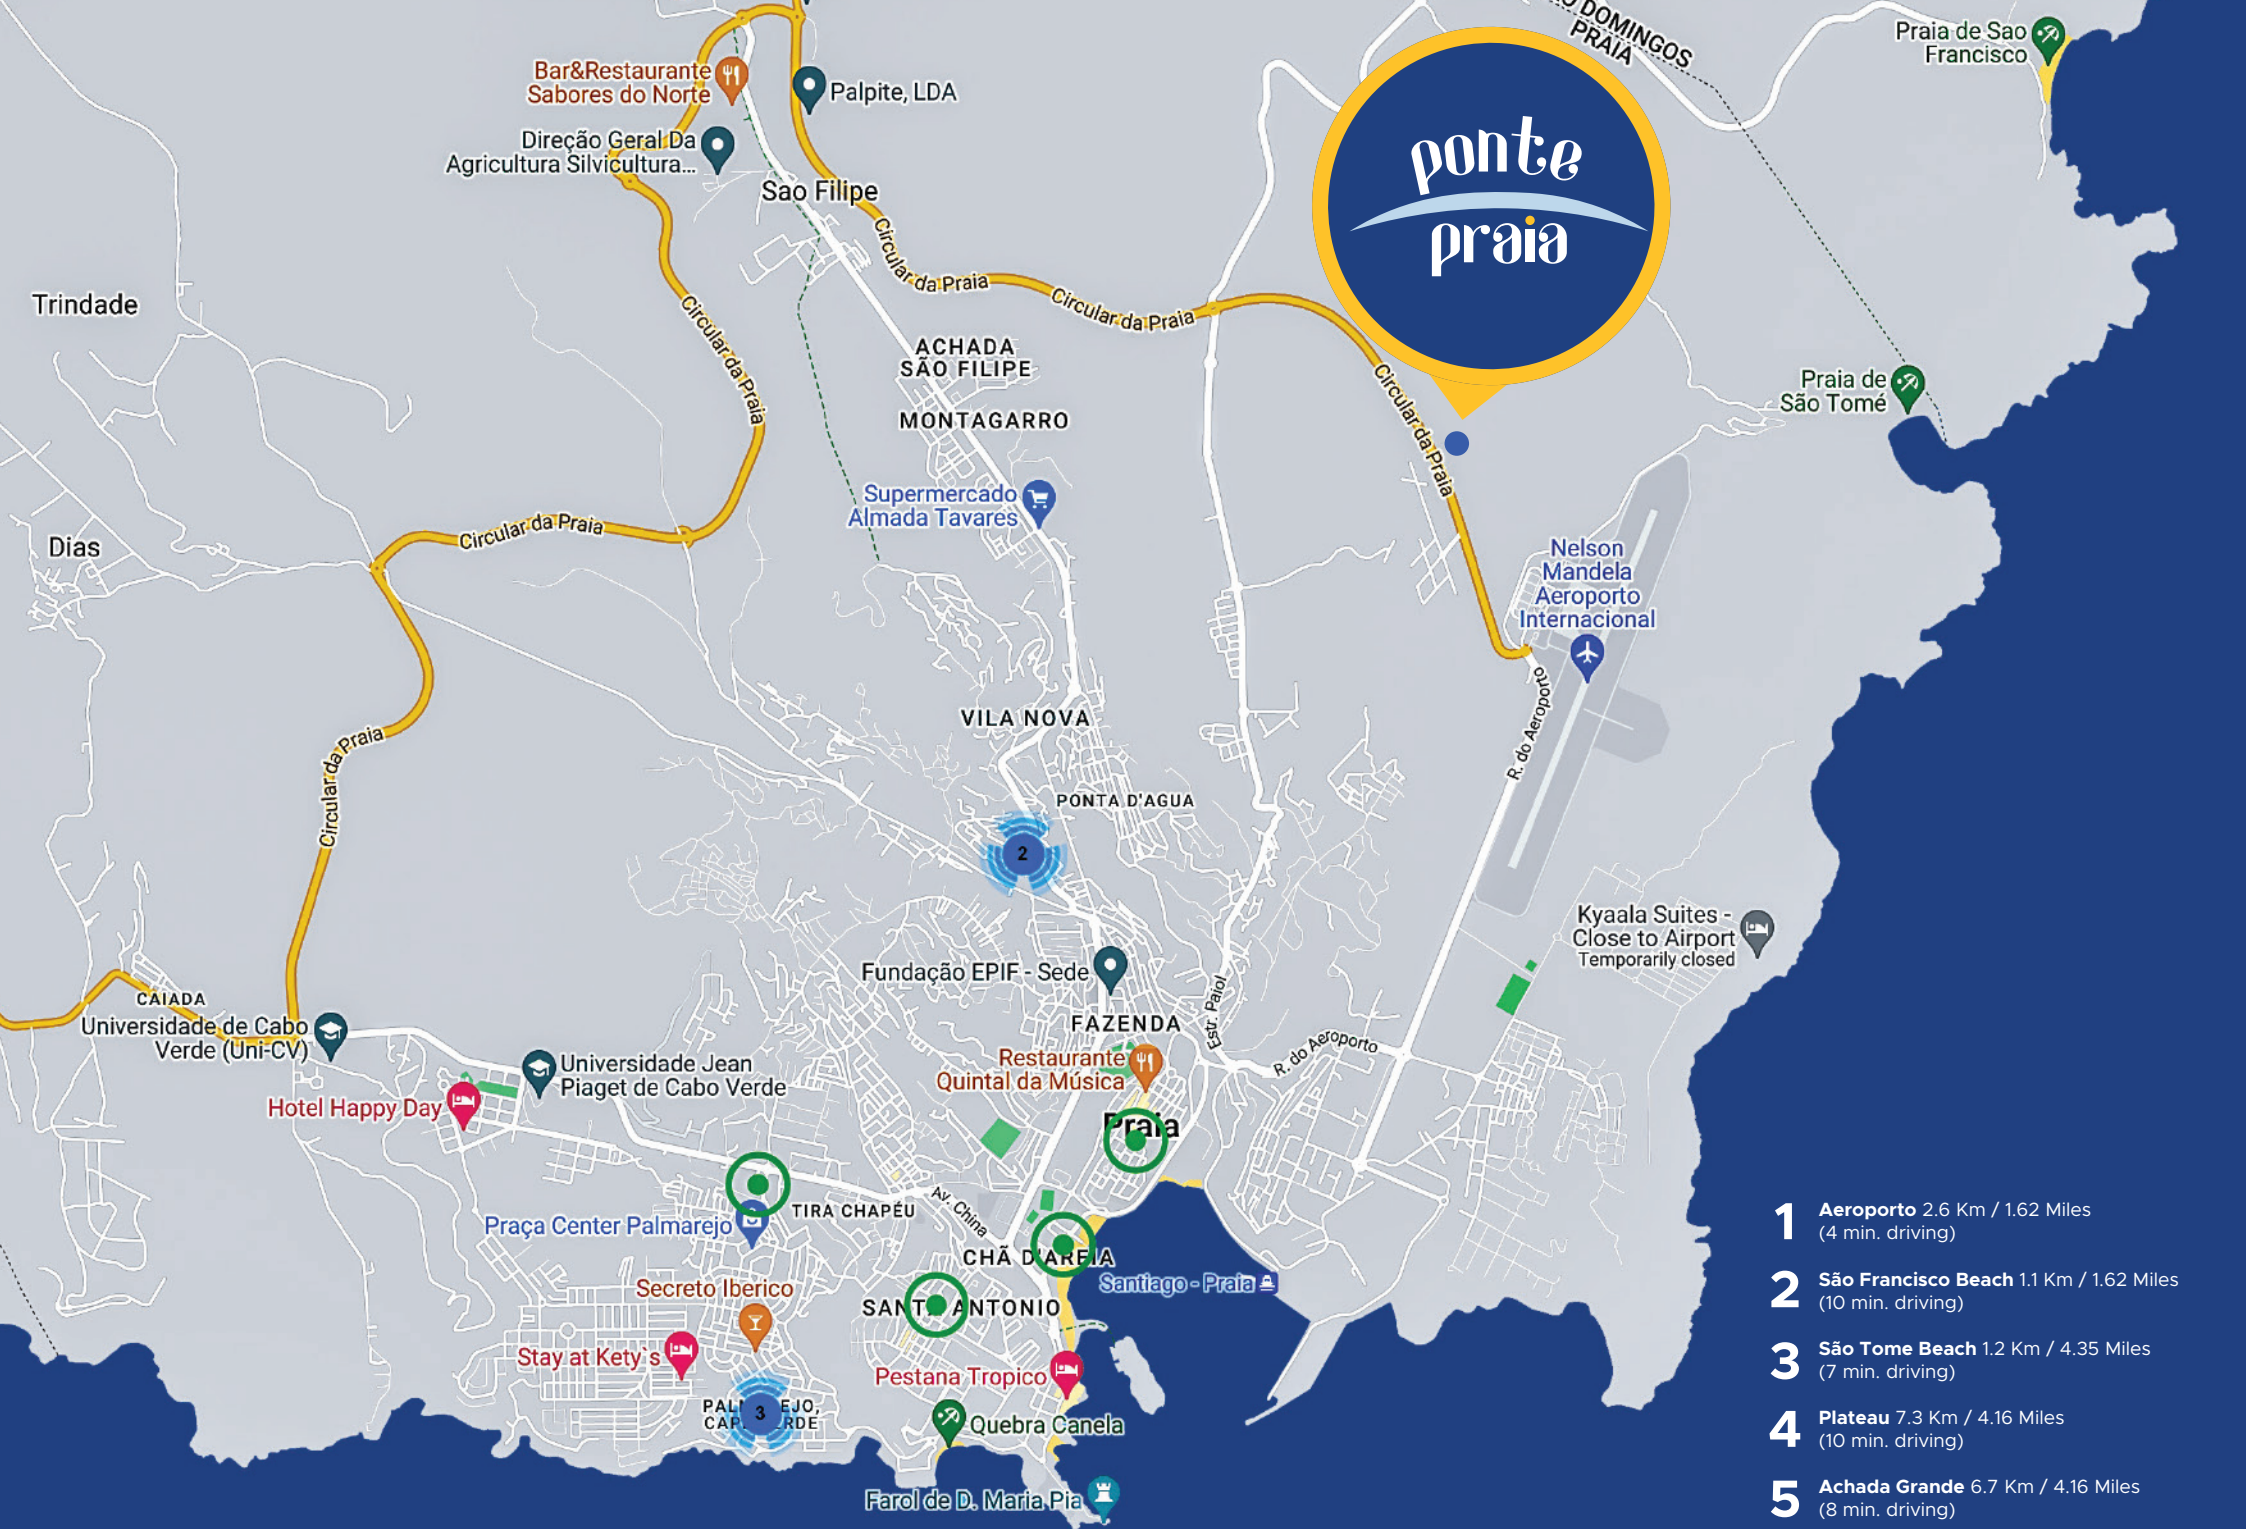 O DOMINGOS
PRAIA
Praia de Sao
Francisco
Bar&Restaurante
Sabores do Norte
Palpite, LDA
ponte
praia
Direção Geral Da
Agricultura Silvicultura...
Sao Filipe
Circular da Praia
Circular da Praia
Trindade
Circular da Praia
ACHADA
SÃO FILIPE
Circular da Praia
Praia de
São Tomé
MONTAGARRO
Supermercado
Almada Tavares
Circular da Praia
Dias
Nelson
Mandela
Aeroporto
Internacional
R. do Aeroporto
VILA NOVA
Circular da Praia
PONTA D'AGUA
2
Kyaala Suites -
Close to Airport
Temporarily closed
Fundação EPIF - Sede
CAIADA
Estr. Paiol
FAZENDA
Universidade de Cabo
Verde (Uni-CV)
R. do Aeroporto
Universidade Jean
Piaget de Cabo Verde
Restaurante
Quintal da Música
Hotel Happy Day
Praia
Av. China
TIRA CHAPÉU
Praça Center Palmarejo
CHÃ D'AREIA
Santiago - Praia
Secreto Iberico
SANT ANTONIO
Stay at Kety's
Pestana Tropico
3
Quebra Canela
Farol de D. Maria Pia
1 Aeroporto 2.6 Km / 1.62 Miles
(4 min. driving)
2 São Francisco Beach 1.1 Km / 1.62 Miles
(10 min. driving)
3 São Tome Beach 1.2 Km / 4.35 Miles
(7 min. driving)
4 Plateau 7.3 Km / 4.16 Miles
(10 min. driving)
5 Achada Grande 6.7 Km / 4.16 Miles
(8 min. driving)